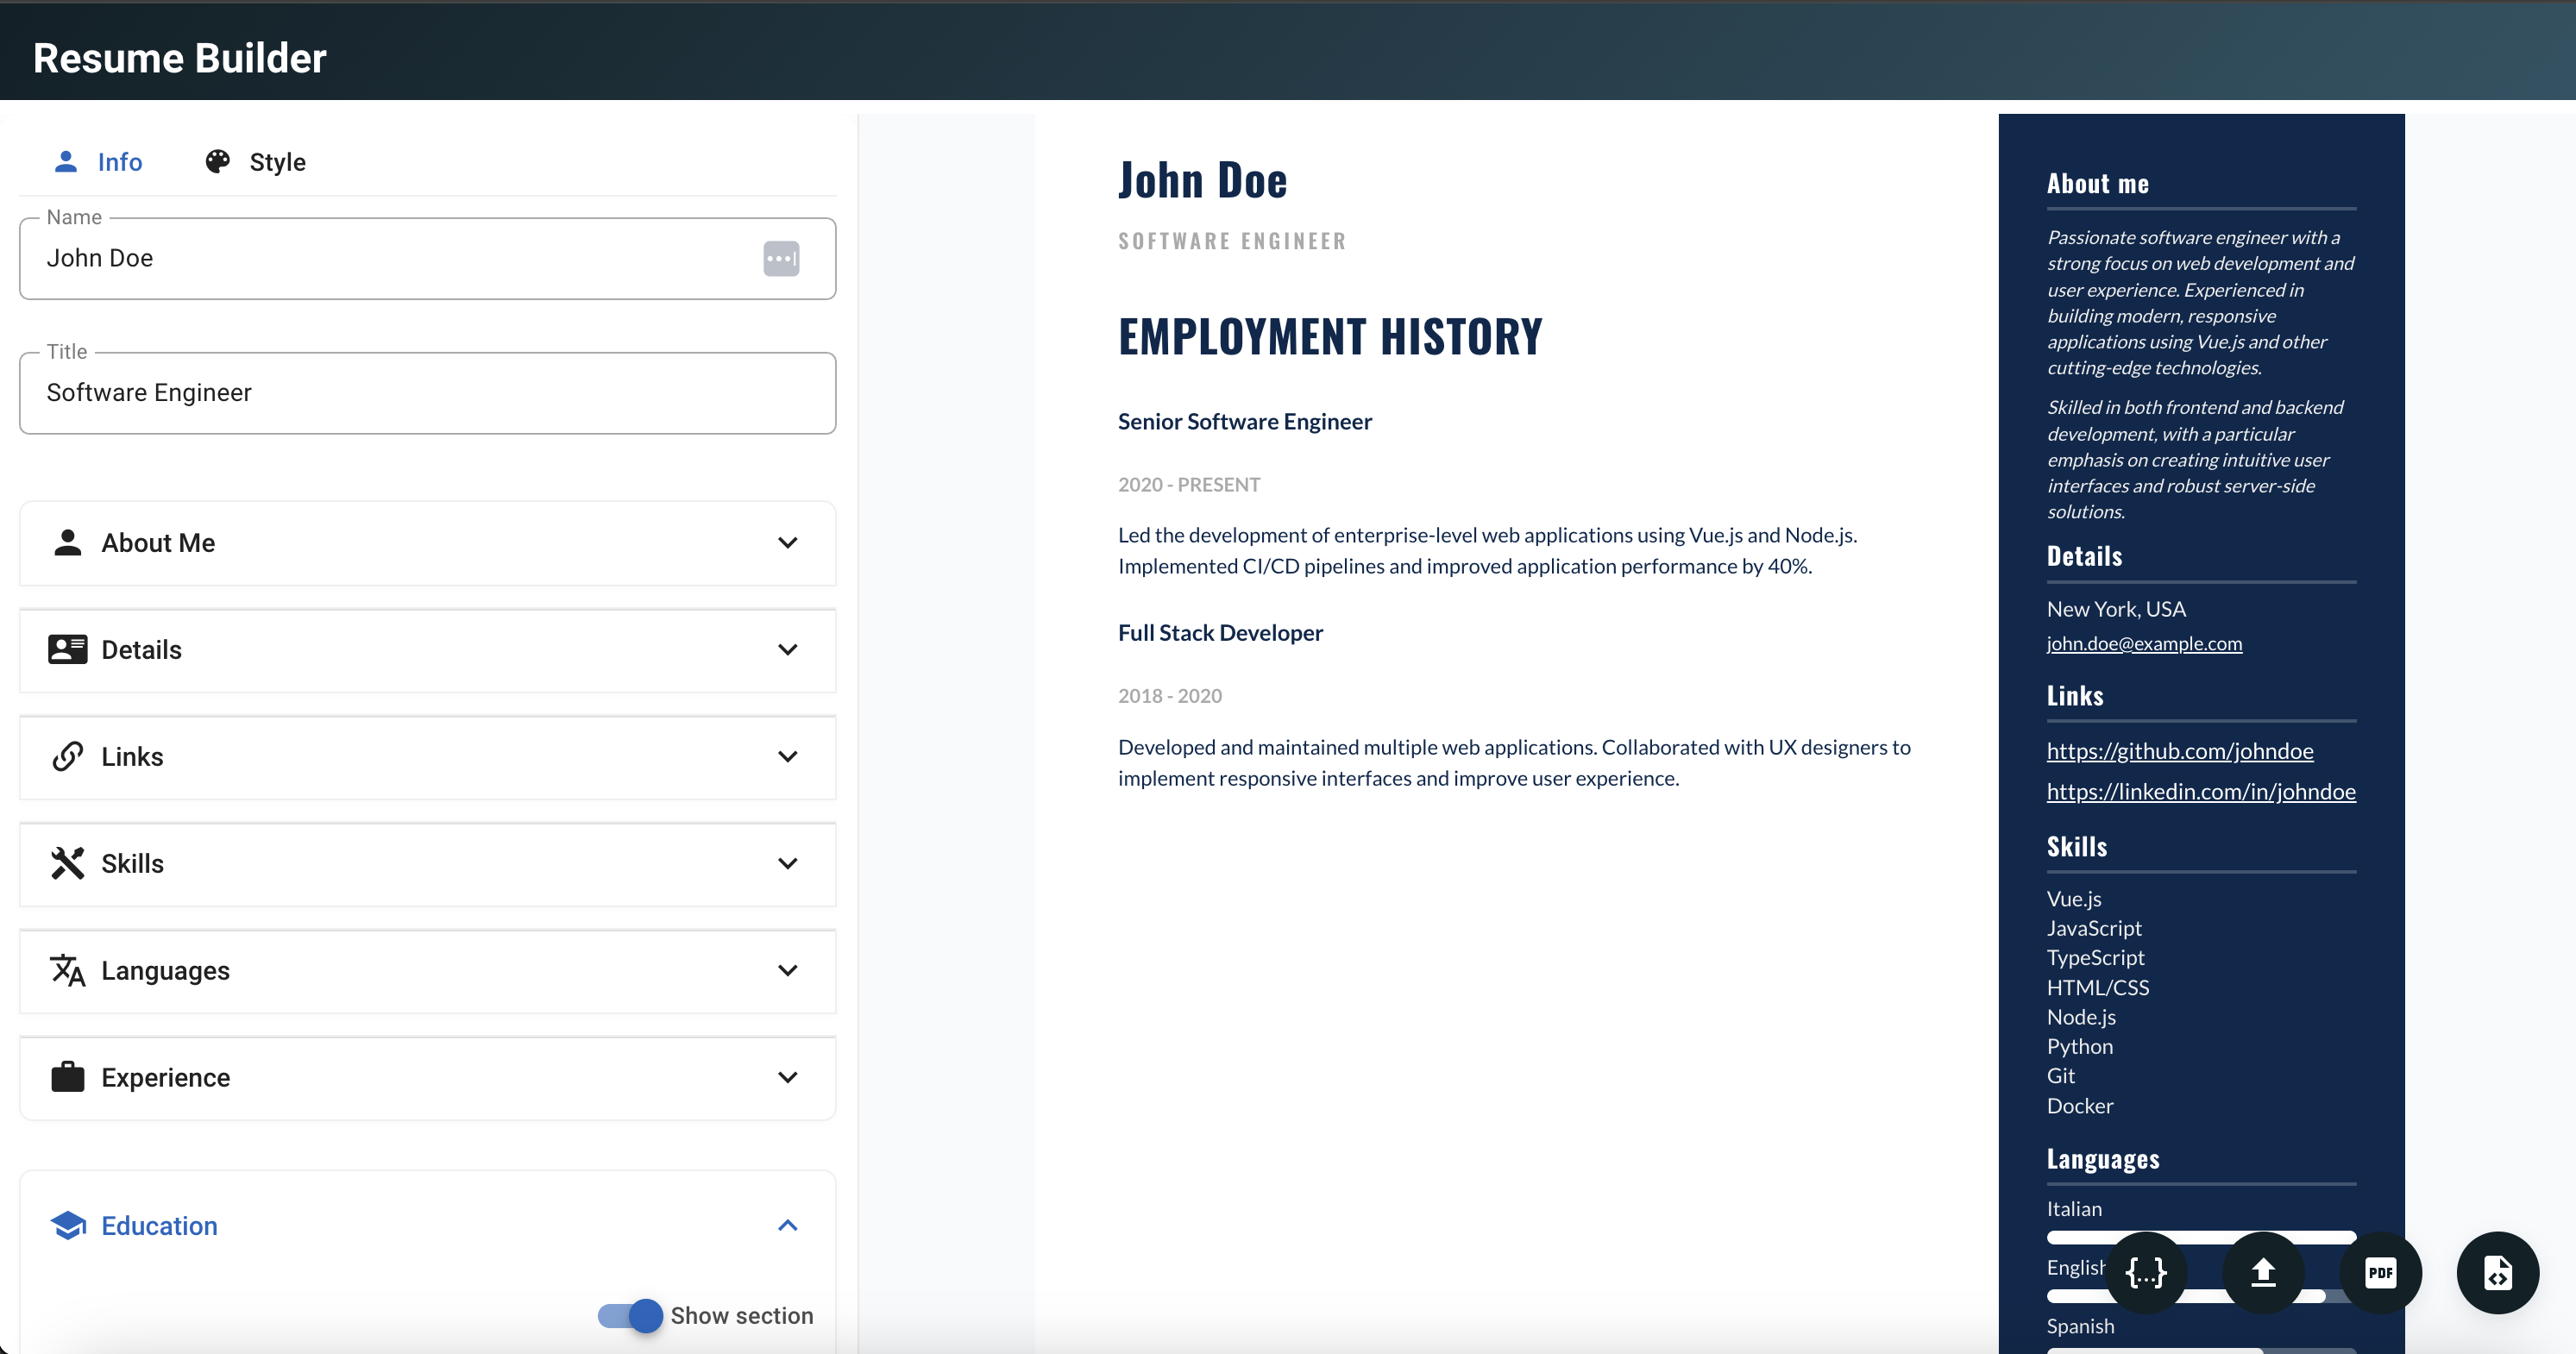 Resume Builder
Info
Style
Name
John Doe
Title
Software Engineer
About Me
Details
Links
Skills
Languages
Experience
Education
Show section
John Doe
SOFTWARE ENGINEER
EMPLOYMENT HISTORY
Senior Software Engineer
2020 - PRESENT
Led the development of enterprise-level web applications using Vue.js and Node.js.
Implemented CI/CD pipelines and improved application performance by 40%.
Full Stack Developer
2018 - 2020
Developed and maintained multiple web applications. Collaborated with UX designers to
implement responsive interfaces and improve user experience.
About me
Passionate software engineer with a
strong focus on web development and
user experience. Experienced in
building modern, responsive
applications using Vue.js and other
cutting-edge technologies.
Skilled in both frontend and backend
development, with a particular
emphasis on creating intuitive user
interfaces and robust server-side
solutions.
Details
New York, USA
john.doe@example.com
Links
https://github.com/johndoe
https://linkedin.com/in/johndoe
Skills
Vue.js
JavaScript
TypeScript
HTML/CSS
Node.js
Python
Git
Docker
Languages
Italian
English
Spanish
{...}
PDF